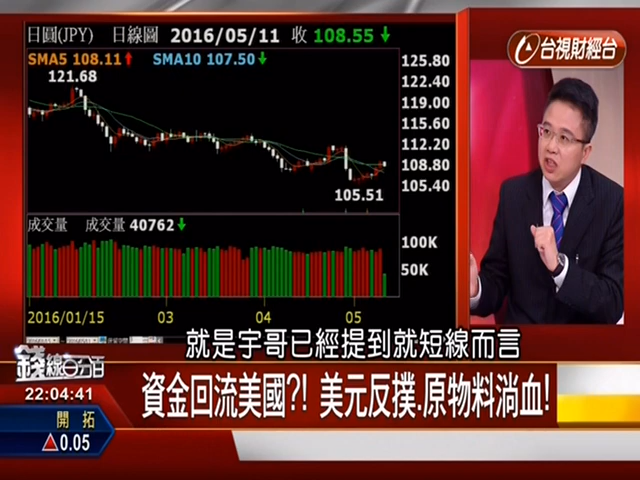 日圓(JPY) 日線圖 2016/05/11 收 108.55
SMA5 108.11 SMA10 107.50
台視財經台
121.68
125.80
122.40
119.00
115.60
112.20
108.80
105.40
105.51
成交量 成交量 40762
100K
50K
2016/01/15 03 04 05
就是宇哥已經提到就短線而言
錢線百分百
資金回流美國?! 美元反撲.原物料淌血!
22:04:41
開拓
0.05